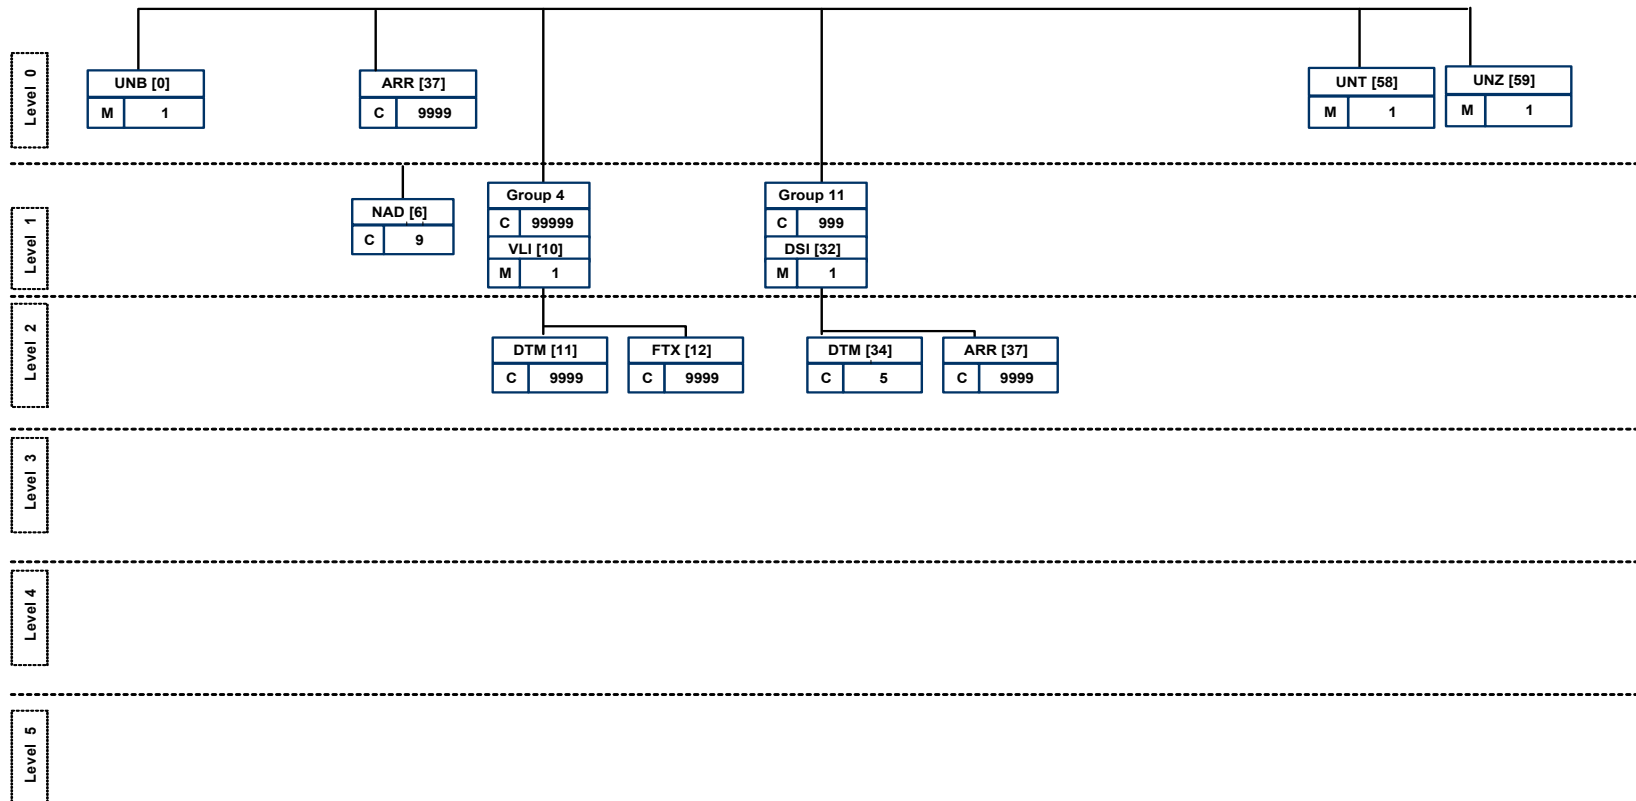 Level 0
UNB [0]
M 1
ARR [37]
C 9999
UNT [58]
M 1
UNZ [59]
M 1
Level 1
NAD [6]
C 9
Group 4
C 99999
VLI [10]
M 1
Group 11
C 999
DSI [32]
M 1
Level 2
DTM [11]
C 9999
FTX [12]
C 9999
DTM [34]
C 5
ARR [37]
C 9999
Level 3
Level 4
Level 5